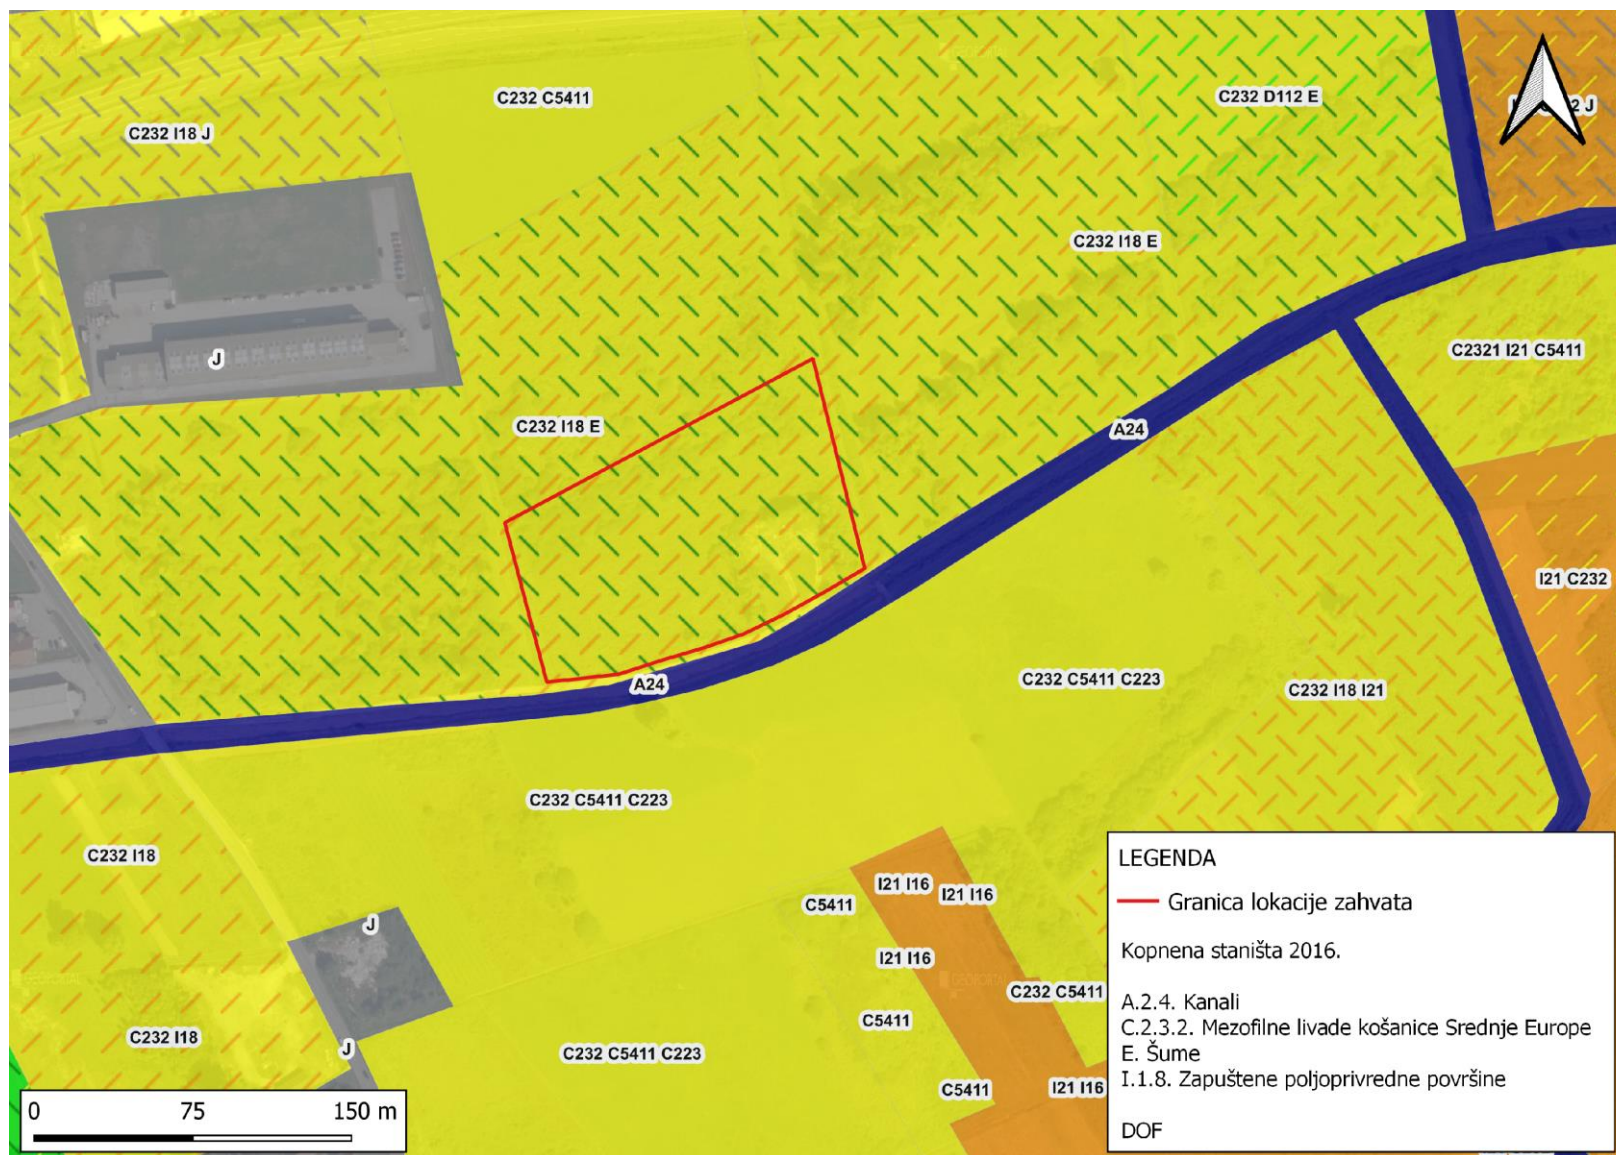 C232 C5411
C232 D112 E
C232 I18 J
C232 I18 E
C2321 I21 C5411
J
C232 I18 E
A24
I21 C232
C232 C5411 C223
A24
C232 I18 I21
C232 C5411 C223
C232 I18
I21 I16
I21 I16
C5411
J
I21 I16
C232 C5411
C5411
C232 I18
J
C232 C5411 C223
C5411
I21 I16
LEGENDA
Granica lokacije zahvata
Kopnena staništa 2016.
A.2.4. Kanali
C.2.3.2. Mezofilne livade košanice Srednje Europe
E. Šume
I.1.8. Zapuštene poljoprivredne površine
DOF
0 75 150 m